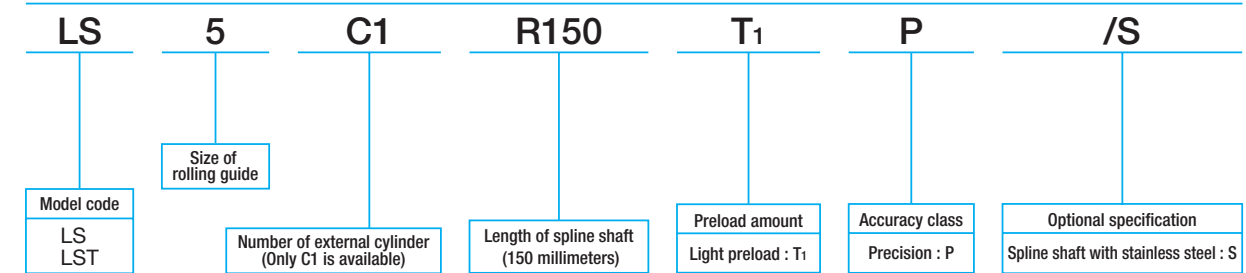 LS 5 C1 R150 T1 P /S
Size of
rolling guide
Model code
LS
LST
Number of external cylinder
(Only C1 is available)
Length of spline shaft
(150 millimeters)
Preload amount
Light preload : T1
Accuracy class
Precision : P
Optional specification
Spline shaft with stainless steel : S